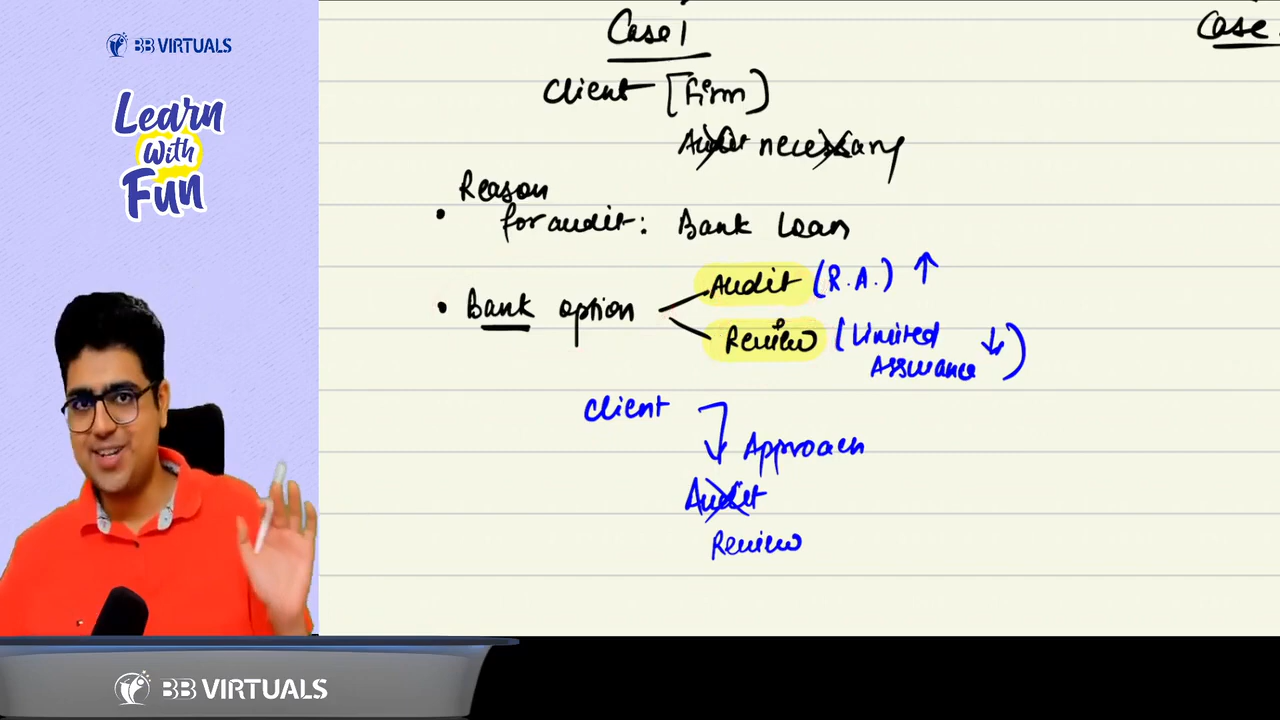 BB VIRTUALS
Learn
With
Fun
Case 1
Case
Client [Firm]
Audit necessary
• Reason
for audit: Bank Loan
• Bank option
Audit (R.A.) ↑
Review (Limited
Assurance ↓)
Client
↓ Approach
Audit
Review
BB VIRTUALS